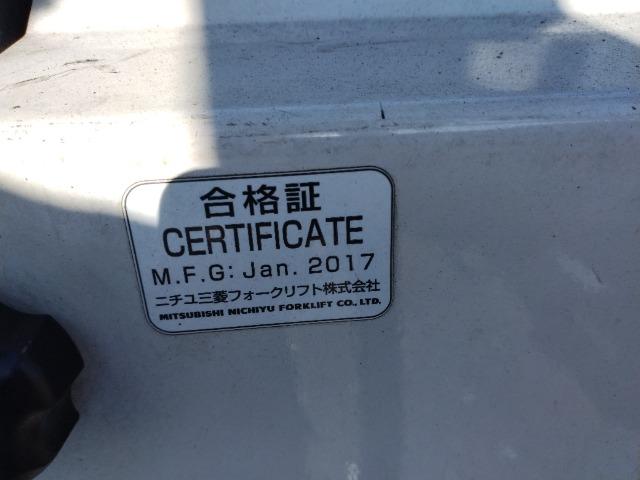 合格証
CERTIFICATE
M.F.G: Jan. 2017
ニチユ三菱フォークリフト株式会社
MITSUBISHI NICHIYU FORKLIFT CO., LTD.